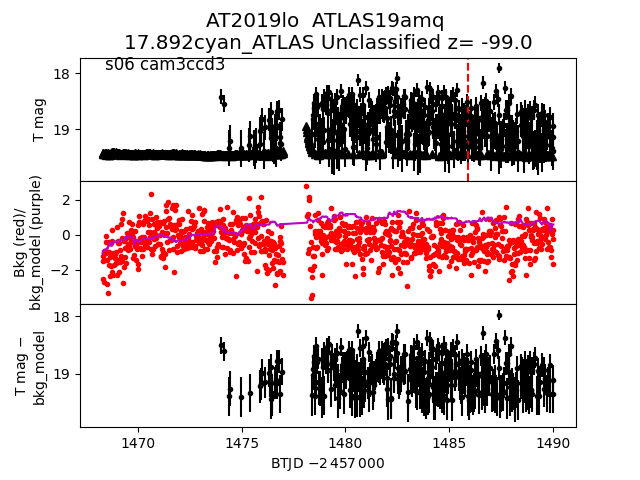 AT2019lo  ATLAS19amq
17.892cyan_ATLAS Unclassified z= -99.0
s06 cam3ccd3
18
19
T mag
2
0
−2
Bkg (red)/
bkg_model (purple)
18
19
T mag −
bkg_model
1470 1475 1480 1485 1490
BTJD −2 457 000